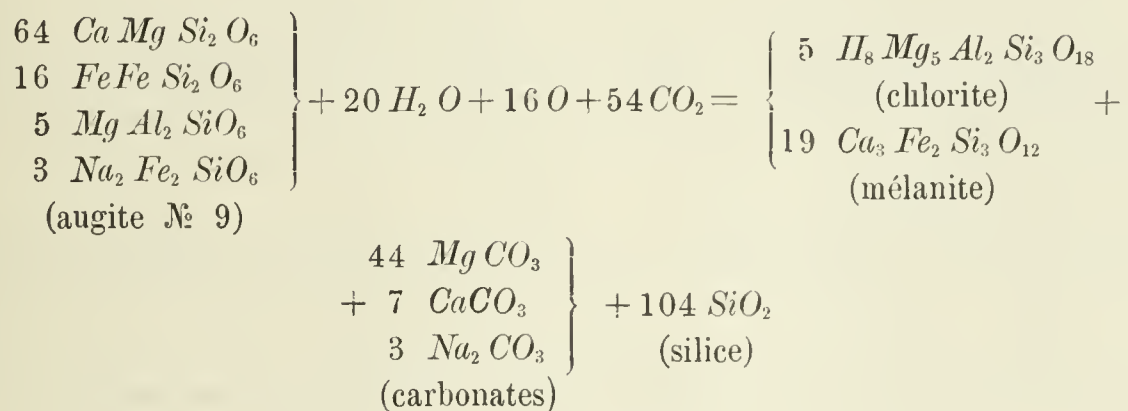 64 Ca Mg Si₂ O₆
16 FeFe Si₂ O₆
5 Mg Al₂ SiO₆
3 Na₂ Fe₂ SiO₆
(augite № 9)
+ 20 H₂ O + 16 O + 54 CO₂ =
5 H₈ Mg₅ Al₂ Si₃ O₁₈
(chlorite)
19 Ca₃ Fe₂ Si₃ O₁₂
(mélanite)
+
44 Mg CO₃
+ 7 CaCO₃
3 Na₂ CO₃
(carbonates)
+ 104 SiO₂
(silice)